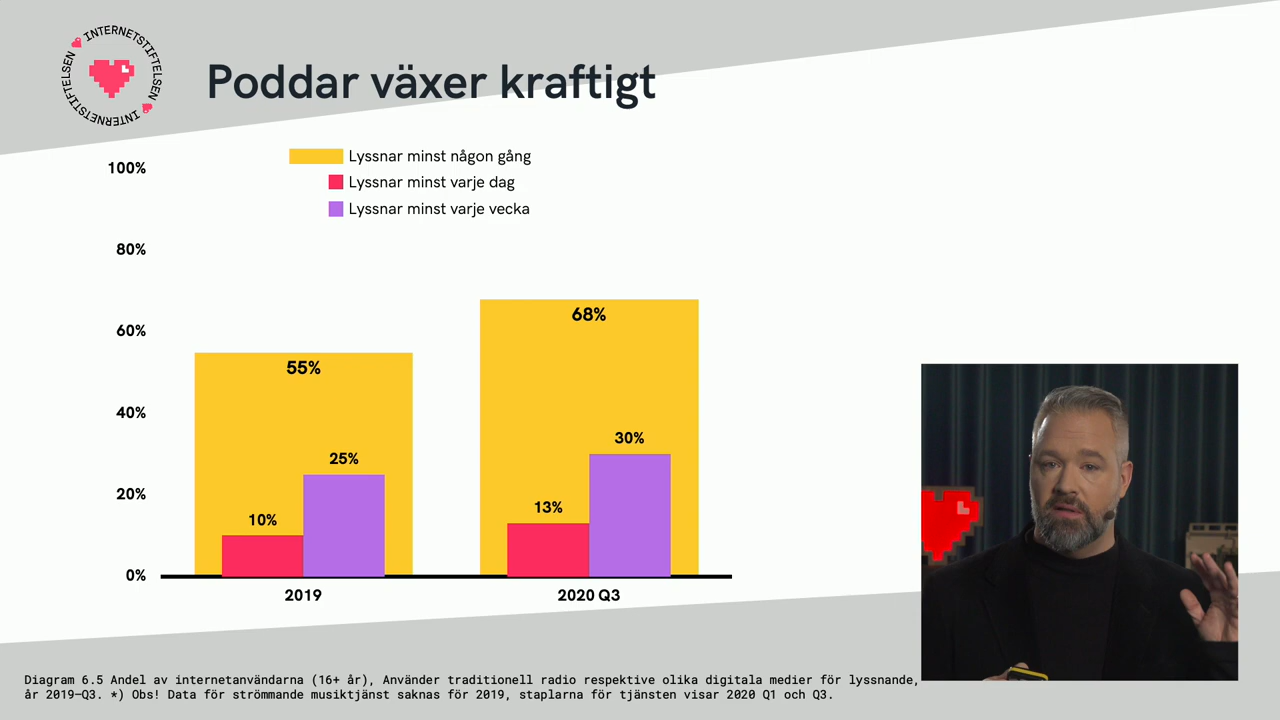 INTERNETSTIFTELSEN INTERNETSTIFTELSEN
Poddar växer kraftigt
Lyssnar minst någon gång
Lyssnar minst varje dag
Lyssnar minst varje vecka
100%
80%
60%
40%
20%
0%
55%
10%
25%
68%
13%
30%
2019
2020 Q3
Diagram 6.5 Andel av internetanvändarna (16+ år), Använder traditionell radio respektive olika digitala medier för lyssnande,
år 2019–Q3. *) Obs! Data för strömmande musiktjänst saknas för 2019, staplarna för tjänsten visar 2020 Q1 och Q3.